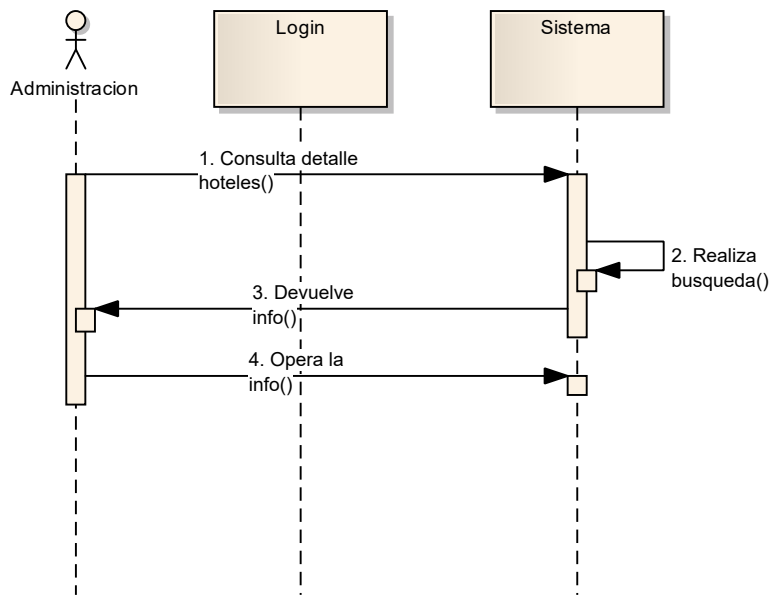 Login
Sistema
Administracion
1. Consulta detalle
hoteles()
2. Realiza
busqueda()
3. Devuelve
info()
4. Opera la
info()